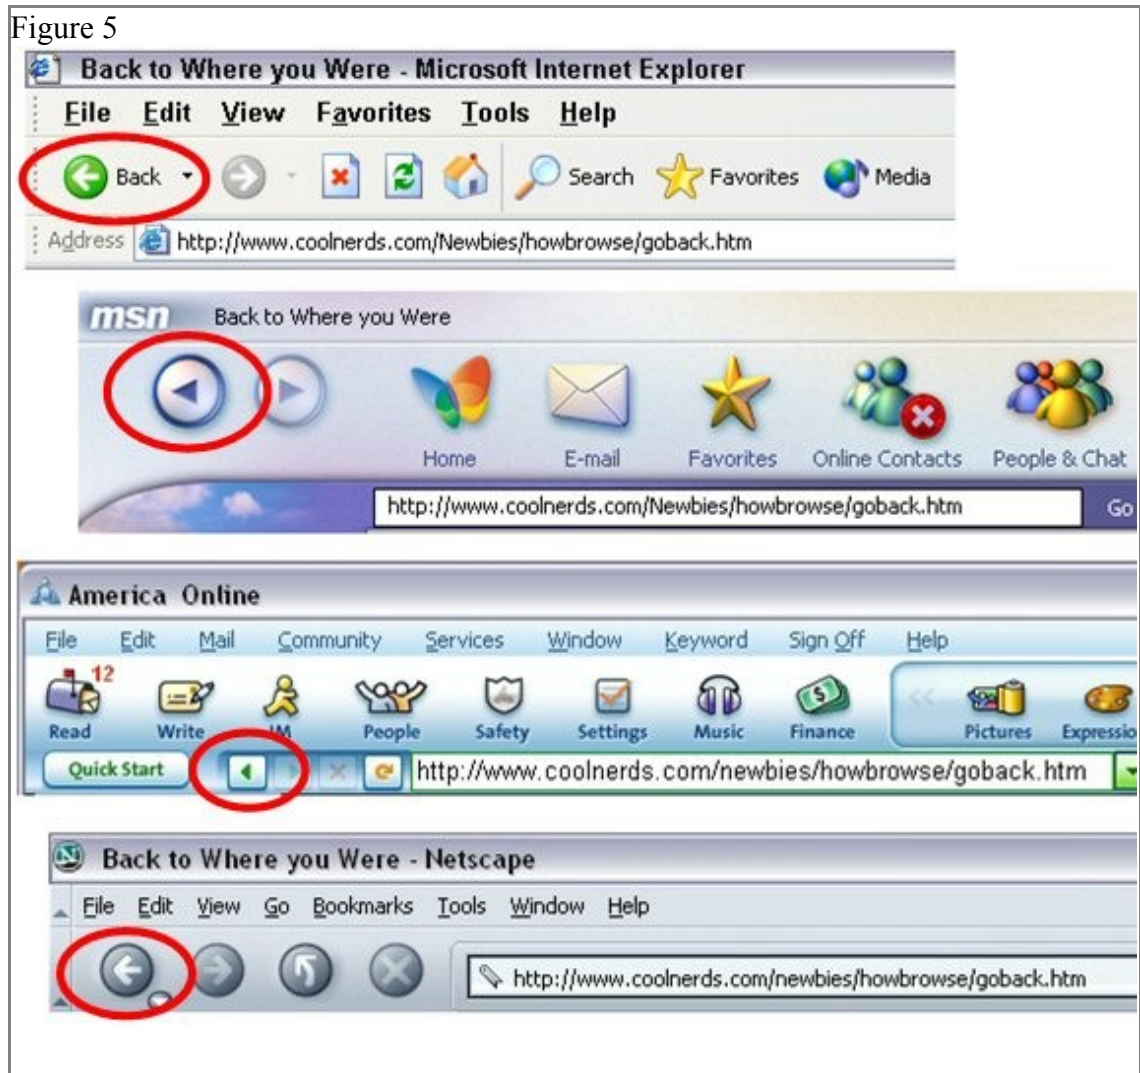 Figure 5
Back to Where you Were - Microsoft Internet Explorer
File Edit View Favorites Tools Help
Back Search Favorites Media
Address http://www.coolnerds.com/Newbies/howbrowse/goback.htm
msn Back to Where you Were
Home E-mail Favorites Online Contacts People & Chat
http://www.coolnerds.com/Newbies/howbrowse/goback.htm Go
America Online
File Edit Mail Community Services Window Keyword Sign Off Help
12
Read Write IM People Safety Settings Music Finance Pictures Expressio
Quick Start http://www.coolnerds.com/newbies/howbrowse/goback.htm
Back to Where you Were - Netscape
File Edit View Go Bookmarks Tools Window Help
http://www.coolnerds.com/newbies/howbrowse/goback.htm